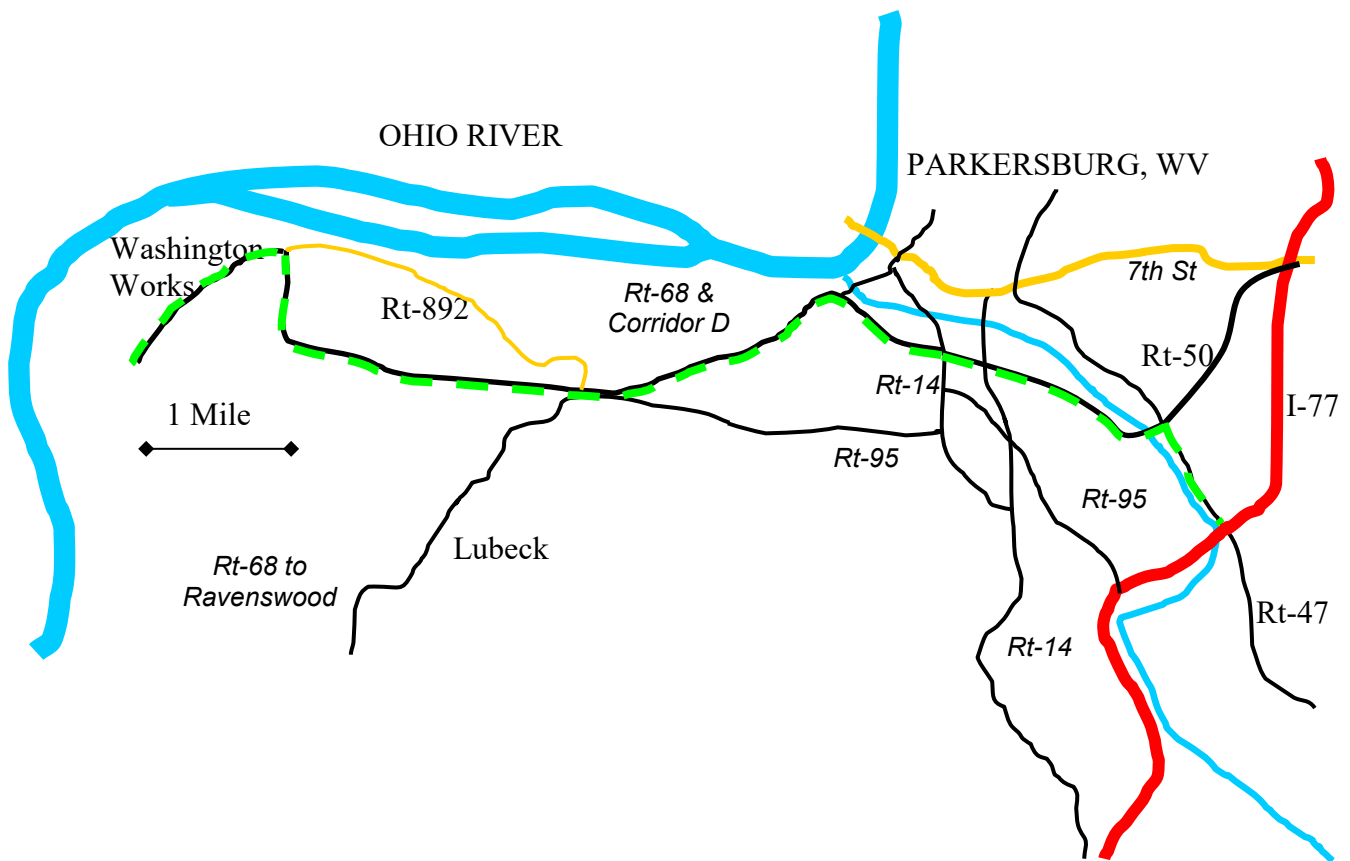 OHIO RIVER
PARKERSBURG, WV
Washington
Works
7th St
Rt-68 &
Corridor D
Rt-892
Rt-50
Rt-14
I-77
1 Mile
Rt-95
Rt-95
Lubeck
Rt-68 to
Ravenswood
Rt-47
Rt-14